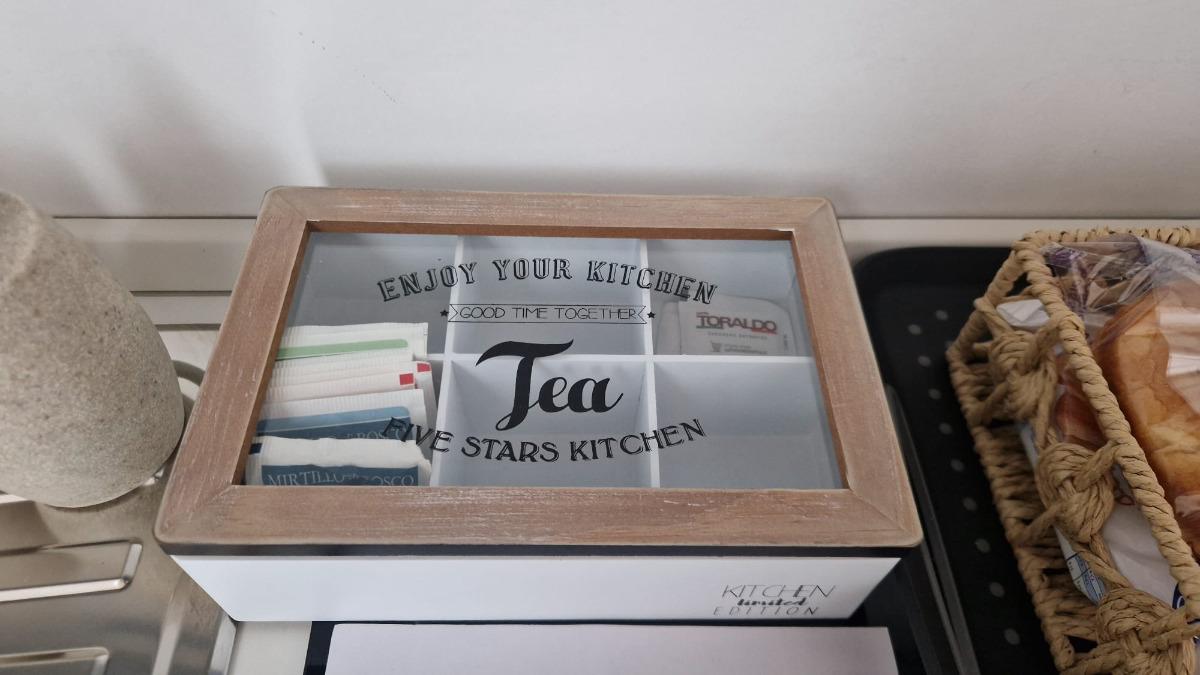 ENJOY YOUR KITCHEN
GOOD TIME TOGETHER
TORALDO
Tea
FIVE STARS KITCHEN
MIRTILLO
BOSCO
KITCHEN
limited
EDITION